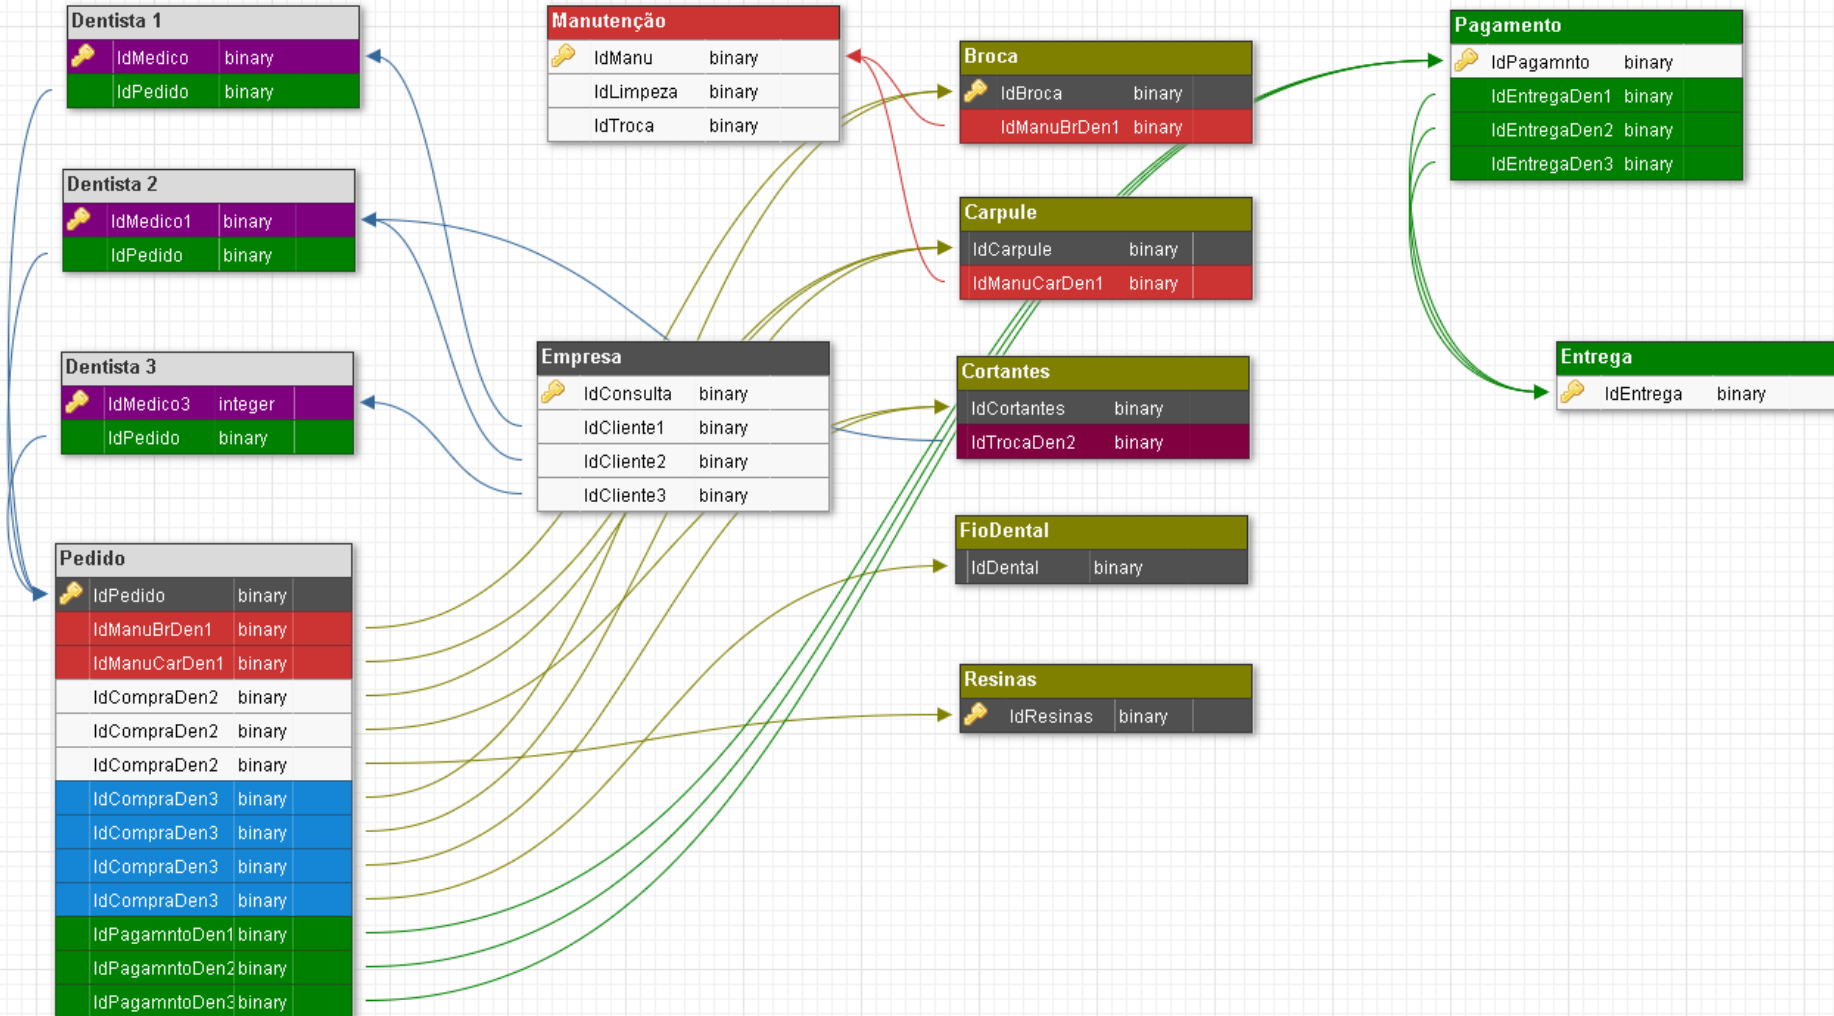 Dentista 1
IdMedico binary
IdPedido binary
Dentista 2
IdMedico1 binary
IdPedido binary
Dentista 3
IdMedico3 integer
IdPedido binary
Pedido
IdPedido binary
IdManuBrDen1 binary
IdManuCarDen1 binary
IdCompraDen2 binary
IdCompraDen2 binary
IdCompraDen2 binary
IdCompraDen3 binary
IdCompraDen3 binary
IdCompraDen3 binary
IdCompraDen3 binary
IdPagamntoDen1 binary
IdPagamntoDen2 binary
IdPagamntoDen3 binary
Manutenção
IdManu binary
IdLimpeza binary
IdTroca binary
Empresa
IdConsulta binary
IdCliente1 binary
IdCliente2 binary
IdCliente3 binary
Broca
IdBroca binary
IdManuBrDen1 binary
Carpule
IdCarpule binary
IdManuCarDen1 binary
Cortantes
IdCortantes binary
IdTrocaDen2 binary
FioDental
IdDental binary
Resinas
IdResinas binary
Pagamento
IdPagamnto binary
IdEntregaDen1 binary
IdEntregaDen2 binary
IdEntregaDen3 binary
Entrega
IdEntrega binary